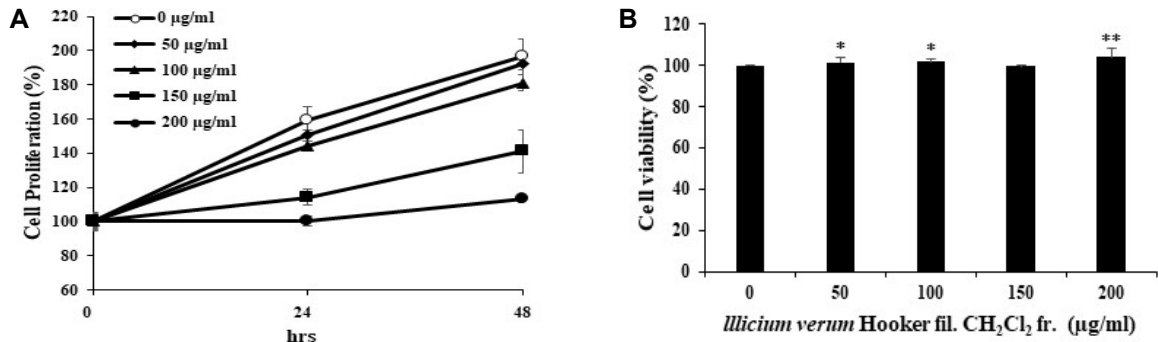 A
Cell Proliferation (%)
220
200
180
160
140
120
100
80
60
0 µg/ml
50 µg/ml
100 µg/ml
150 µg/ml
200 µg/ml
0
24
48
hrs
B
Cell viability (%)
120
100
80
60
40
20
0
*
*
**
0
50
100
150
200
Illicium verum Hooker fil. CH₂Cl₂ fr. (µg/ml)